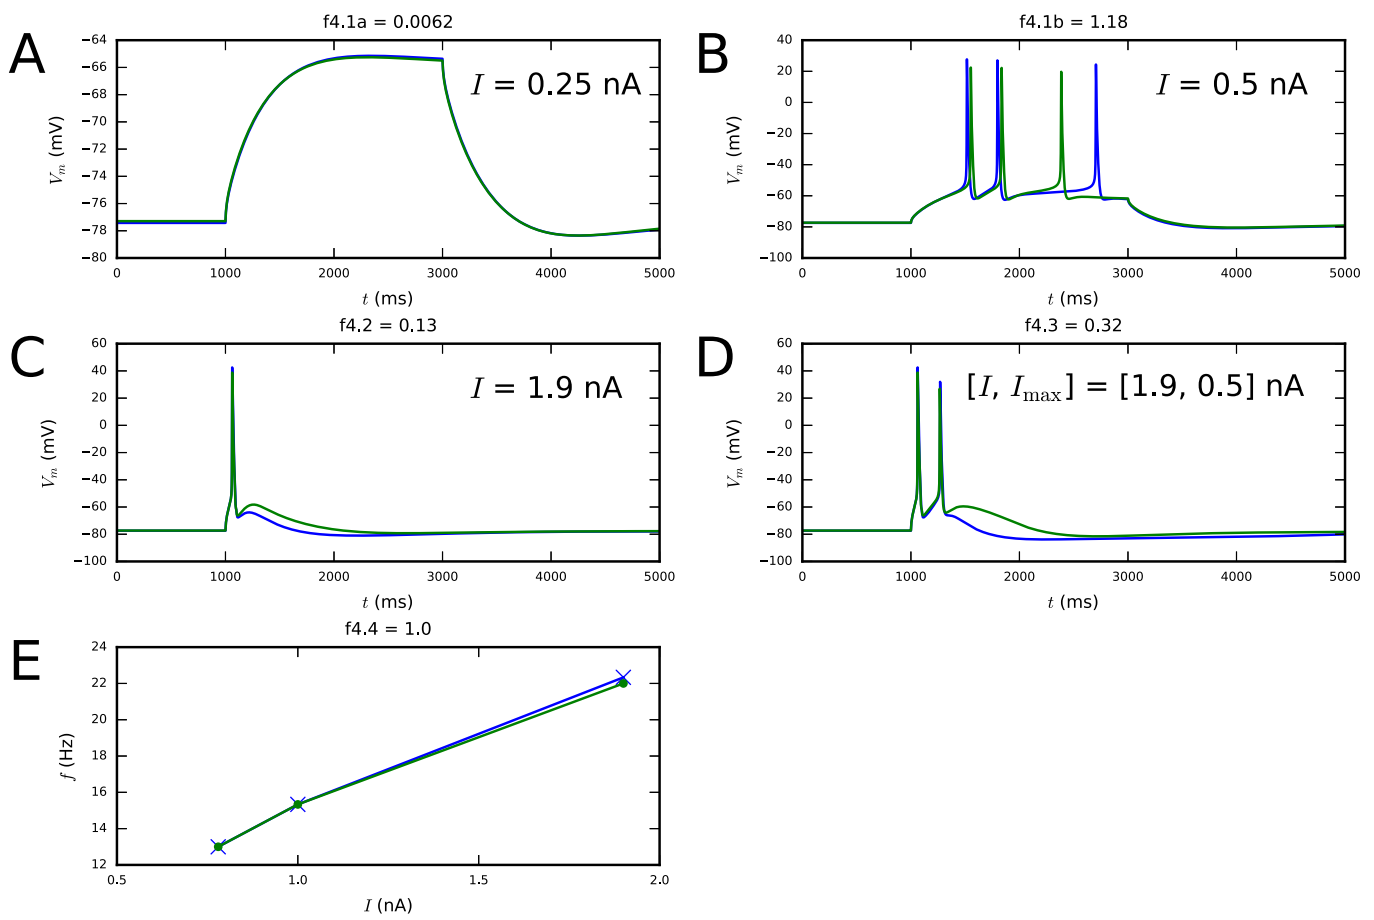 A
f4.1a = 0.0062
−64
−66
−68
−71
−72
−74
−76
−78
−80
V_m (mV)
I = 0.25 nA
0
1000
2000
3000
4000
5000
t (ms)
B
f4.1b = 1.18
40
20
0
−20
−40
−60
−80
−100
V_m (mV)
I = 0.5 nA
0
1000
2000
3000
4000
5000
t (ms)
C
f4.2 = 0.13
60
40
20
0
−20
−40
−60
−80
−100
V_m (mV)
I = 1.9 nA
0
1000
2000
3000
4000
5000
t (ms)
D
f4.3 = 0.32
60
40
20
0
−20
−40
−60
−80
−100
V_m (mV)
[I, I_max] = [1.9, 0.5] nA
0
1000
2000
3000
4000
5000
t (ms)
E
f4.4 = 1.0
24
22
20
18
16
15
13
12
f (Hz)
0.5
1.0
1.5
2.0
I (nA)